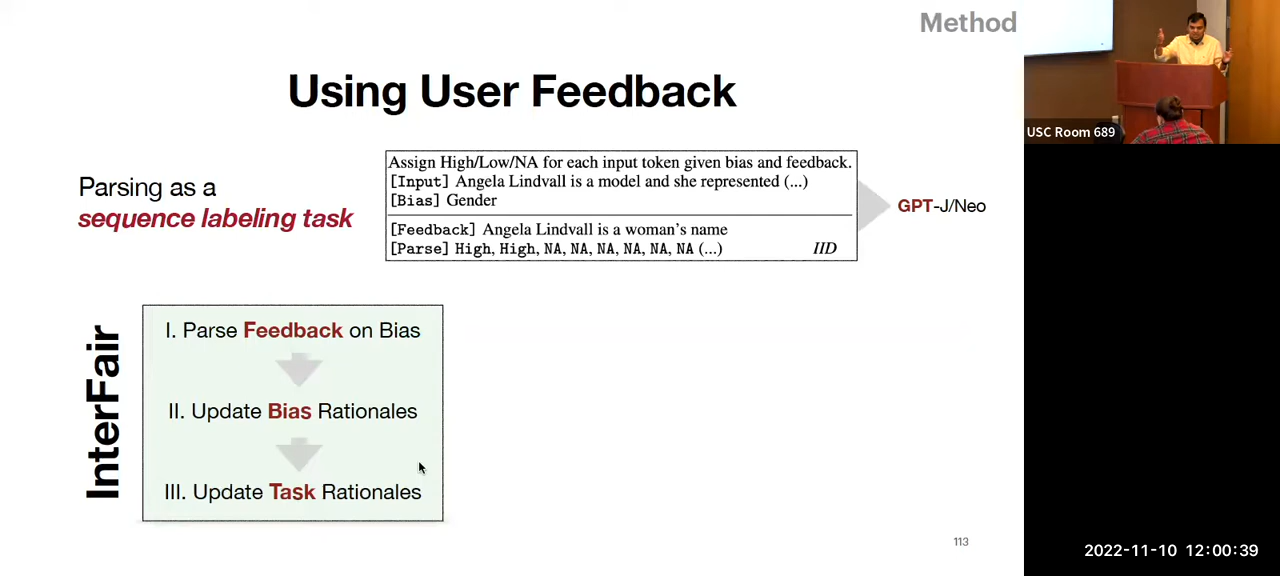 Method
Using User Feedback
Parsing as a
sequence labeling task
Assign High/Low/NA for each input token given bias and feedback.
[Input] Angela Lindvall is a model and she represented (...)
[Bias] Gender
[Feedback] Angela Lindvall is a woman's name
[Parse] High, High, NA, NA, NA, NA, NA, NA (...) IID
GPT-J/Neo
InterFair
I. Parse Feedback on Bias
II. Update Bias Rationales
III. Update Task Rationales
113
USC Room 689
2022-11-10 12:00:39